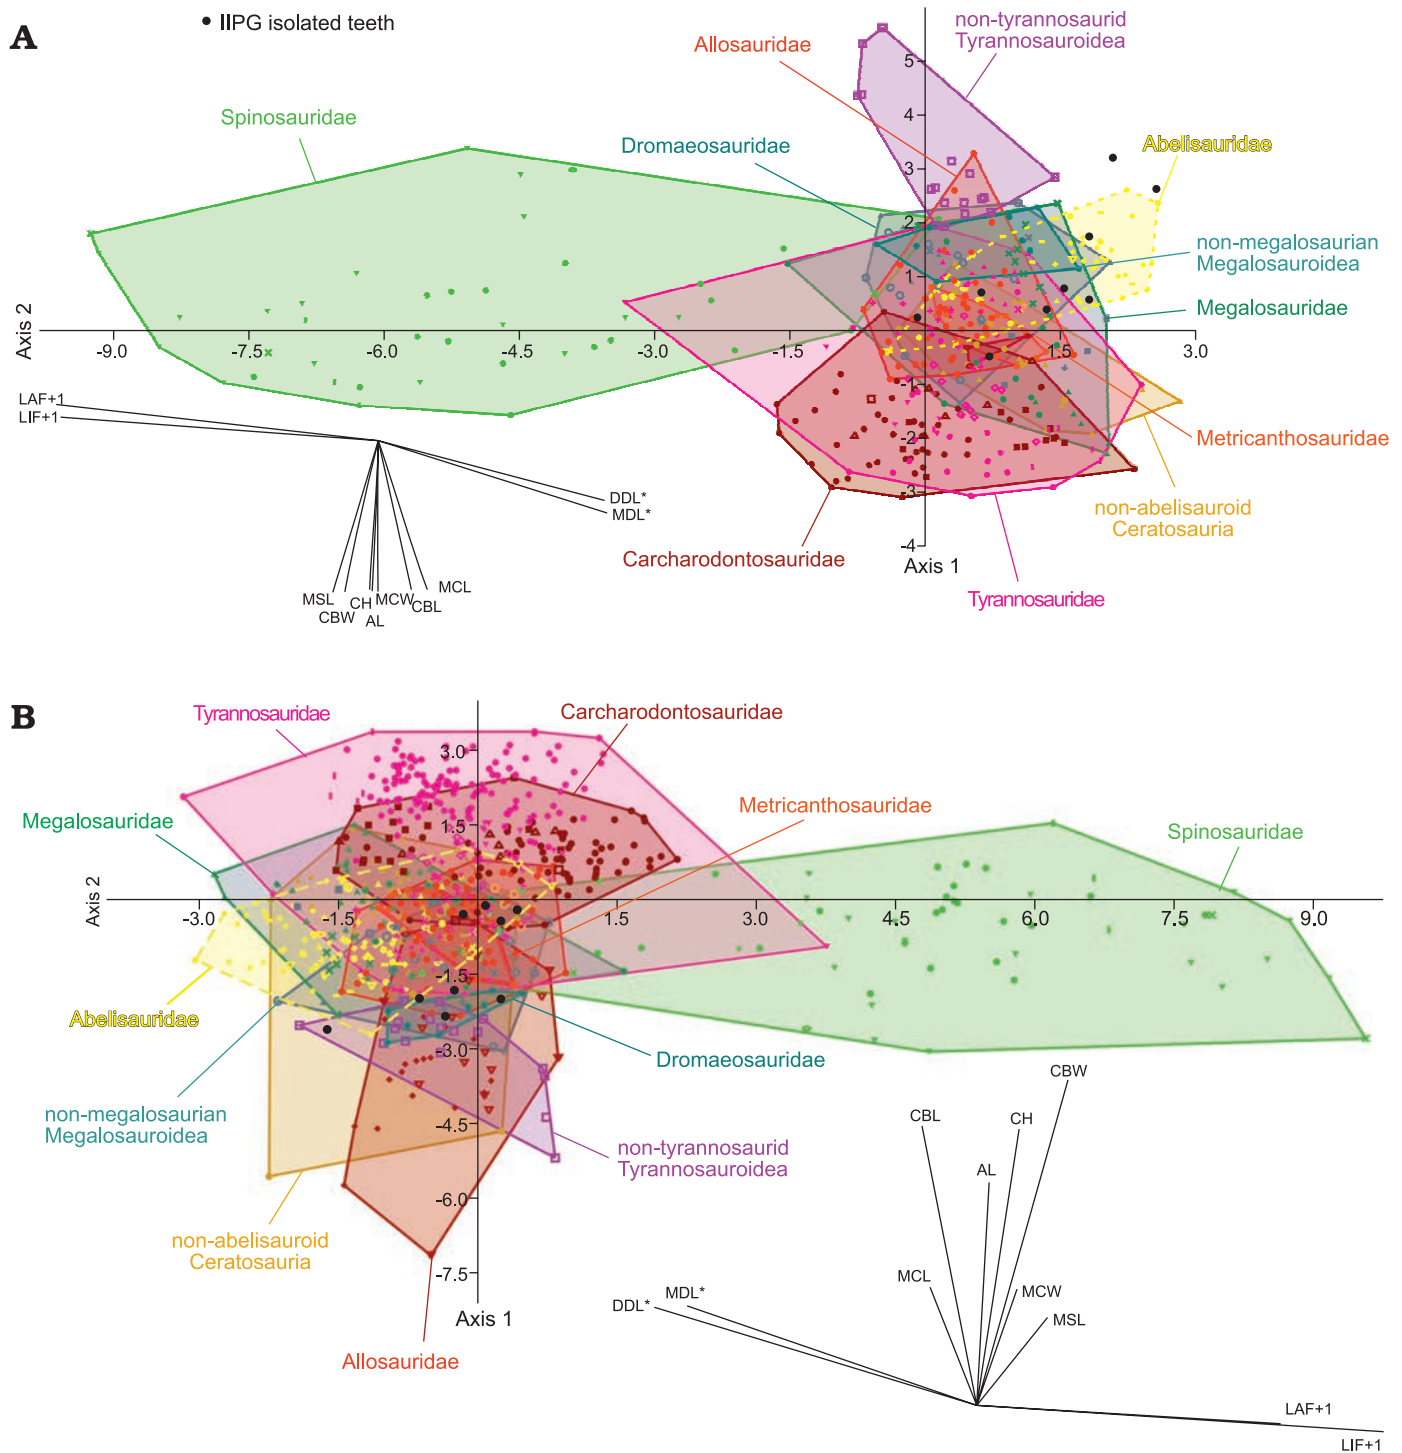 A
• IIPG isolated teeth
non-tyrannosaurid
Tyrannosauroidea
Allosauridae
Spinosauridae
Dromaeosauridae
Abelisauridae
non-megalosaurian
Megalosauroidea
Megalosauridae
Metricanthosauridae
non-abelisauroid
Ceratosauria
Carcharodontosauridae
Tyrannosauridae
5
4
3
2
1
-1
-2
-3
-4
Axis 1
Axis 2
-9.0 -7.5 -6.0 -4.5 -3.0 -1.5 1.5 3.0
LAF+1
LIF+1
DDL*
MDL*
MSL
CBW
CH
AL
MCW
CBL
MCL
B
Tyrannosauridae
Carcharodontosauridae
Megalosauridae
Metricanthosauridae
Spinosauridae
Abelisauridae
Dromaeosauridae
non-megalosaurian
Megalosauroidea
non-tyrannosaurid
Tyrannosauroidea
non-abelisauroid
Ceratosauria
Allosauridae
3.0
1.5
-1.5
-3.0
-4.5
-6.0
-7.5
Axis 1
Axis 2
-3.0 -1.5 1.5 3.0 4.5 6.0 7.5 9.0
CBW
CBL
CH
AL
MCL
MCW
MSL
MDL*
DDL*
LAF+1
LIF+1